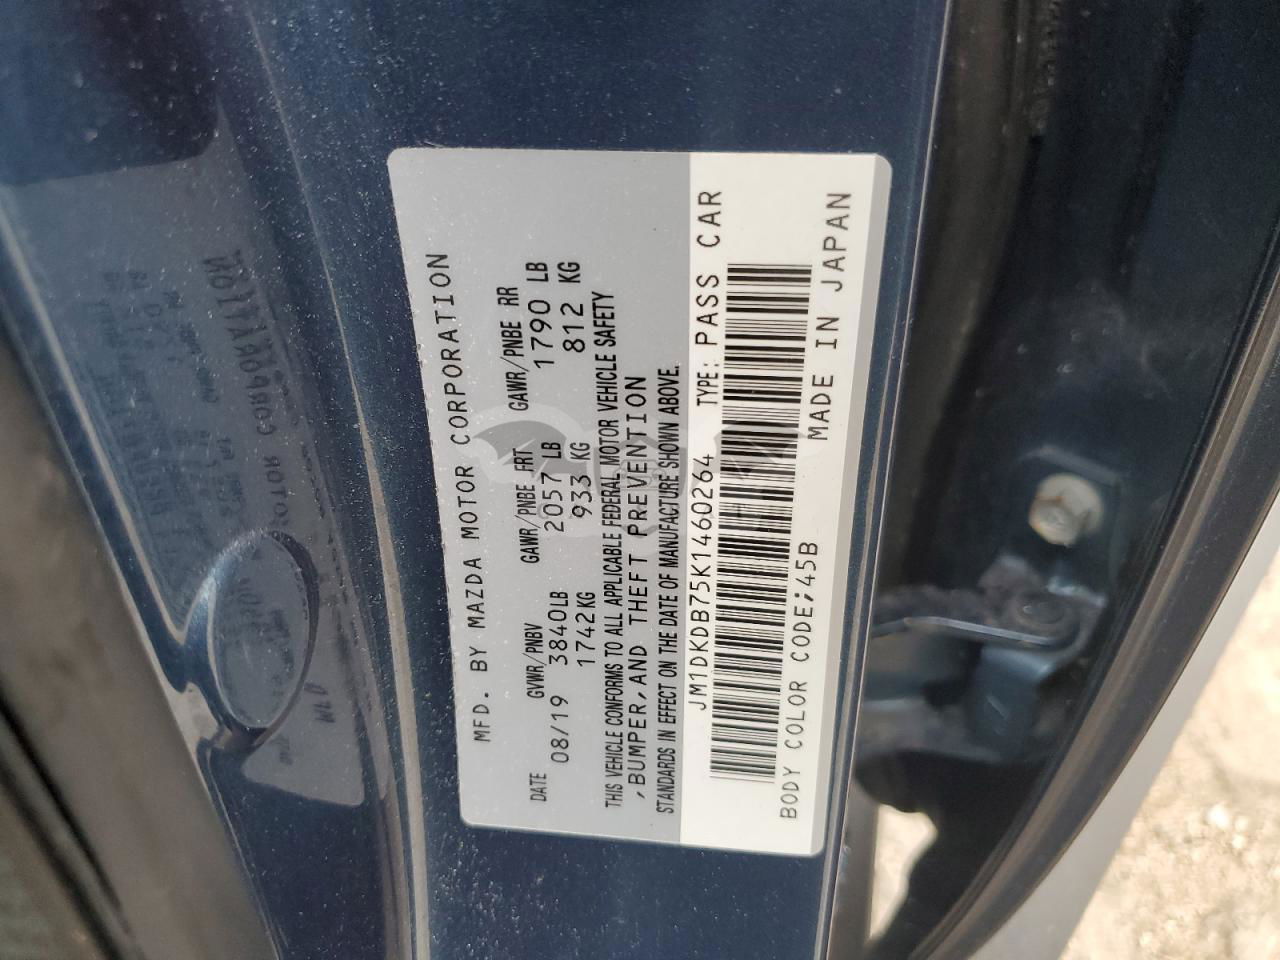 MFD. BY MAZDA MOTOR CORPORATION
DATE GVWR/PNBV GAWR/PNBE FRT GAWR/PNBE RR
08/19 3840LB 2057 LB 1790 LB
1742KG 933 KG 812 KG
THIS VEHICLE CONFORMS TO ALL APPLICABLE FEDERAL MOTOR VEHICLE SAFETY
,BUMPER,AND THEFT PREVENTION
STANDARDS IN EFFECT ON THE DATE OF MANUFACTURE SHOWN ABOVE.
JM1DKDB75K1460264 TYPE: PASS CAR
BODY COLOR CODE;45B MADE IN JAPAN